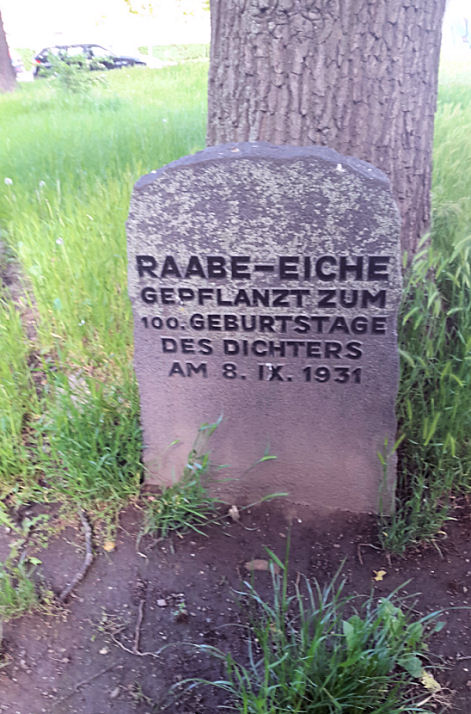 RAABE-EICHE
GEPFLANZT ZUM
100. GEBURTSTAGE
DES DICHTERS
AM 8. IX. 1931